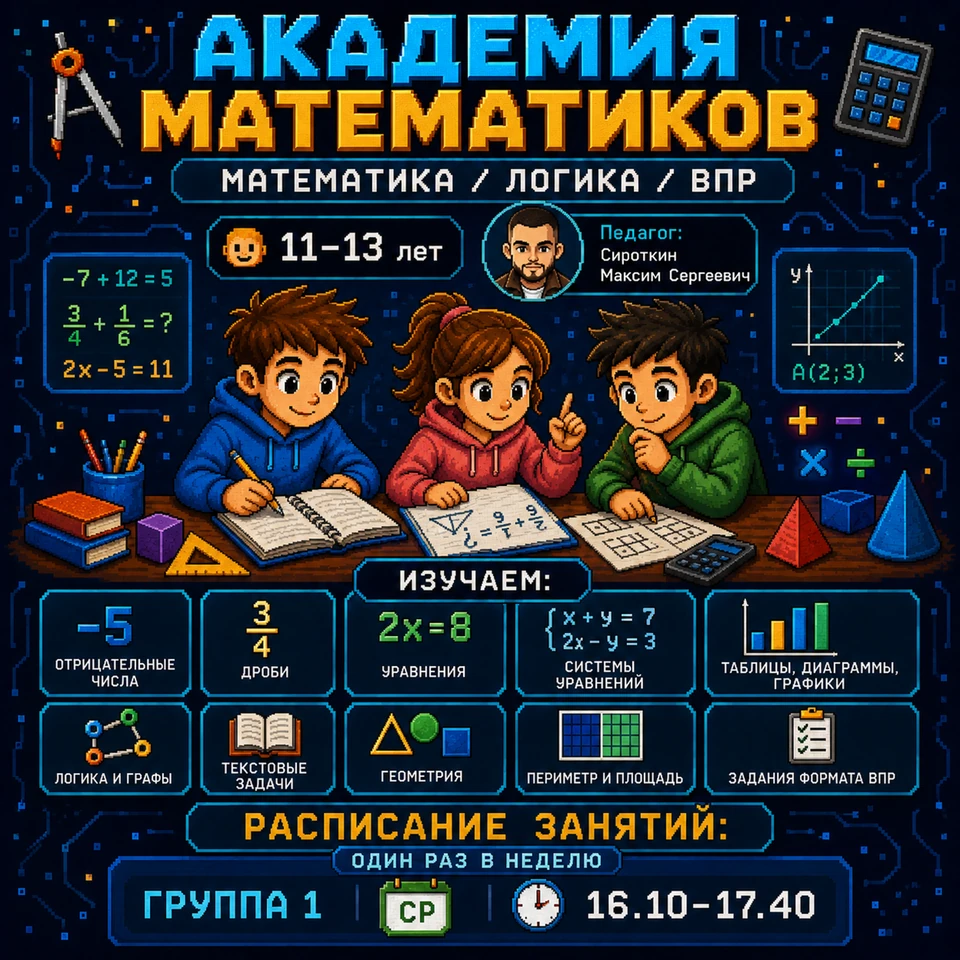 АКАДЕМИЯ
МАТЕМАТИКОВ
МАТЕМАТИКА / ЛОГИКА / ВПР
11–13 лет
Педагог:
Сироткин
Максим Сергеевич
-7 + 12 = 5
3/4 + 1/6 = ?
2x - 5 = 11
y
x
A(2;3)
ИЗУЧАЕМ:
-5
ОТРИЦАТЕЛЬНЫЕ
ЧИСЛА
3/4
ДРОБИ
2x=8
УРАВНЕНИЯ
x + y = 7
2x - y = 3
СИСТЕМЫ
УРАВНЕНИЙ
ТАБЛИЦЫ, ДИАГРАММЫ,
ГРАФИКИ
ЛОГИКА И ГРАФЫ
ТЕКСТОВЫЕ
ЗАДАЧИ
ГЕОМЕТРИЯ
ПЕРИМЕТР И ПЛОЩАДЬ
ЗАДАНИЯ ФОРМАТА ВПР
РАСПИСАНИЕ ЗАНЯТИЙ:
ОДИН РАЗ В НЕДЕЛЮ
ГРУППА 1
СР
16.10–17.40